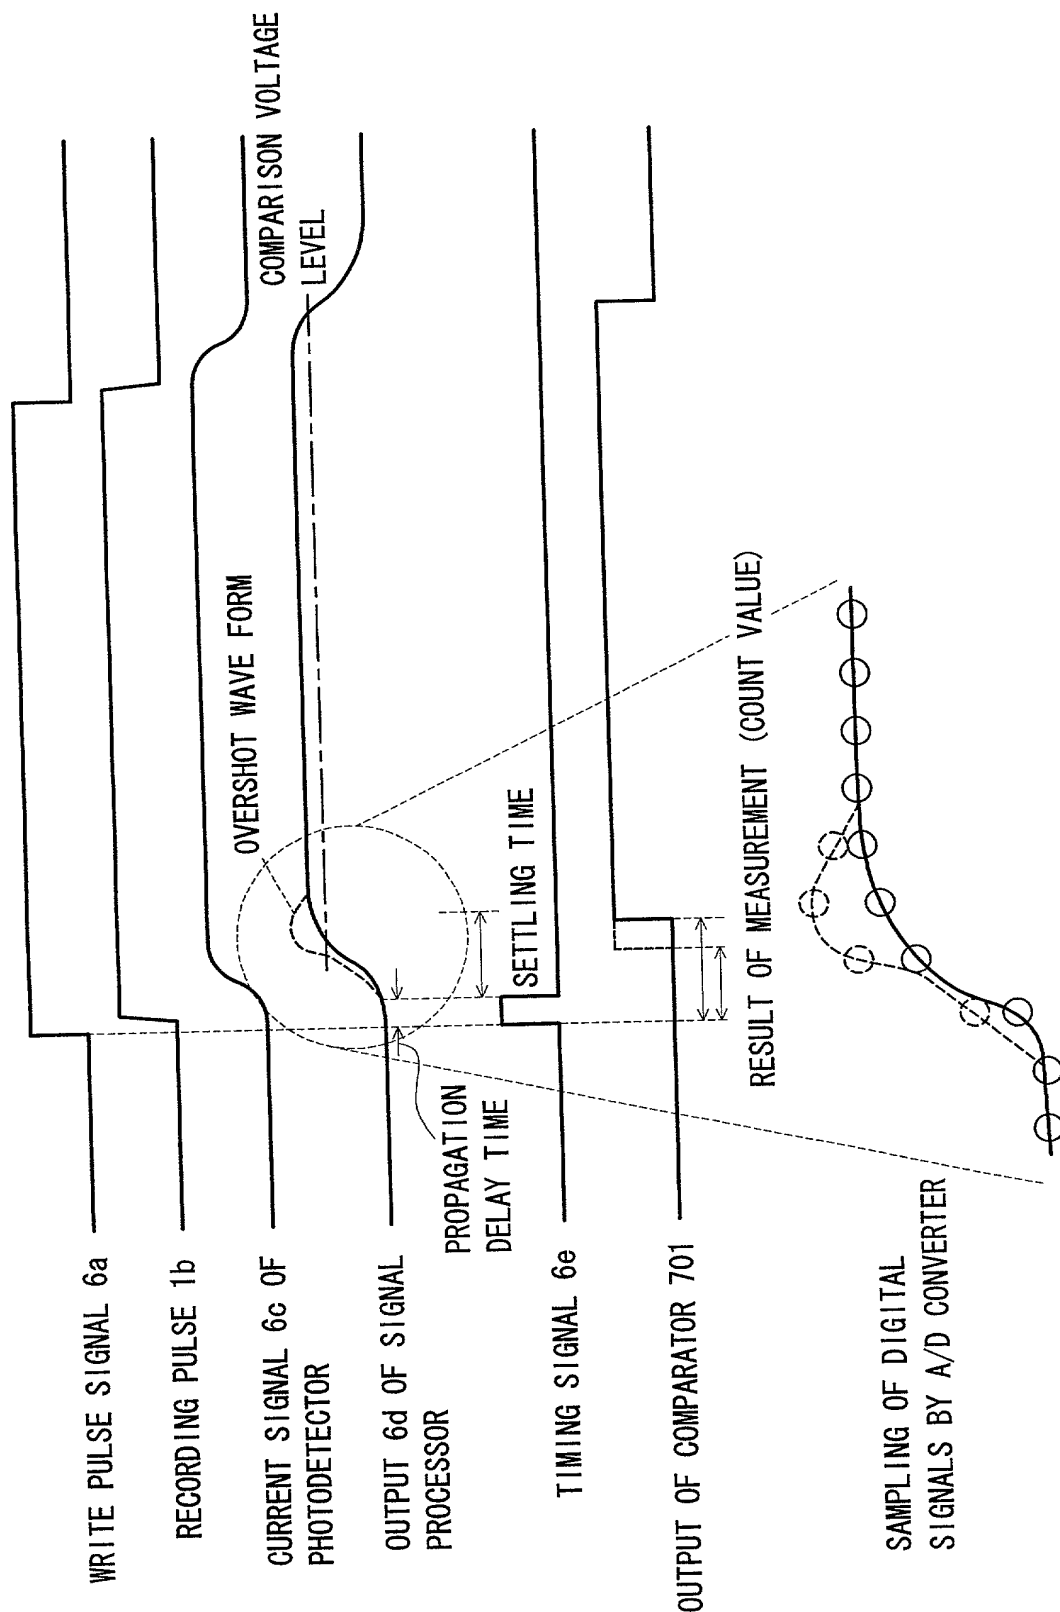 WRITE PULSE SIGNAL 6a
RECORDING PULSE 1b
CURRENT SIGNAL 6c OF
PHOTODETECTOR
OUTPUT 6d OF SIGNAL
PROCESSOR
COMPARISON VOLTAGE
LEVEL
OVERSHOT WAVE FORM
PROPAGATION
DELAY TIME
SETTLING TIME
TIMING SIGNAL 6e
OUTPUT OF COMPARATOR 701
RESULT OF MEASUREMENT (COUNT VALUE)
SAMPLING OF DIGITAL
SIGNALS BY A/D CONVERTER